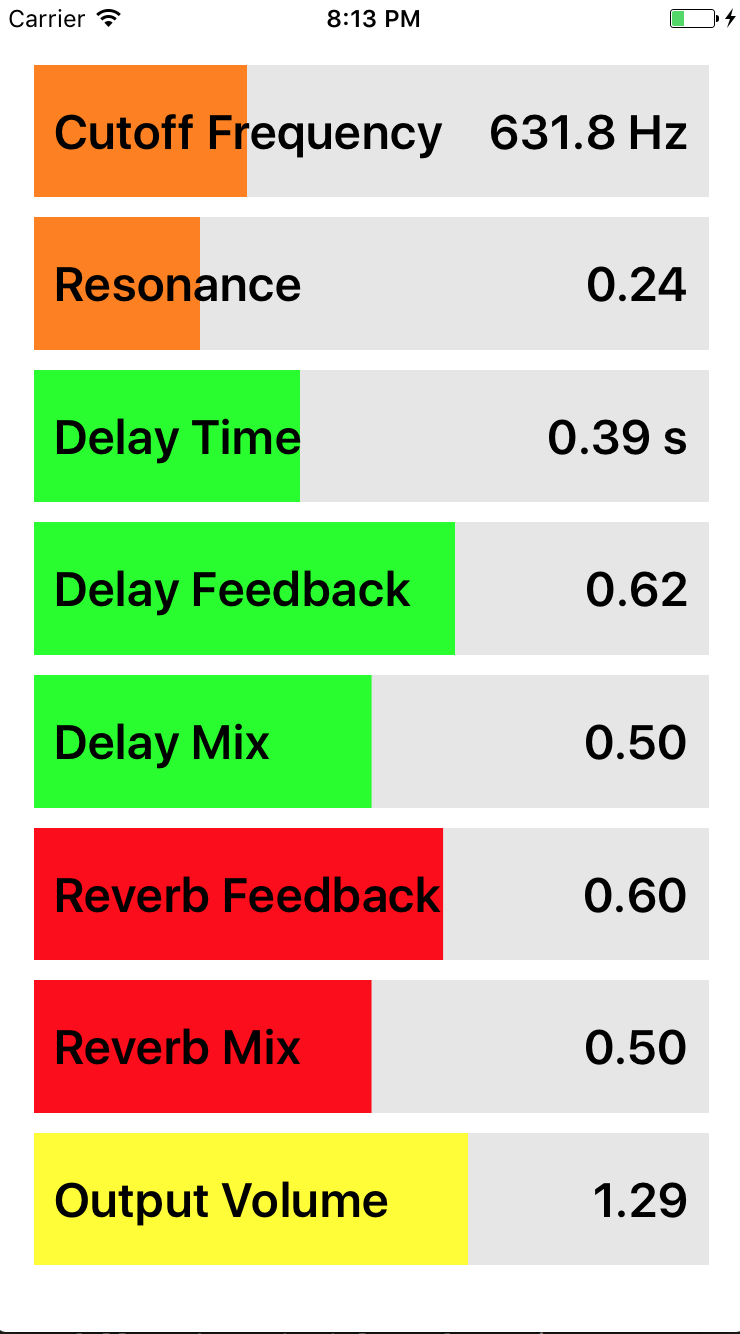 Carrier 8:13 PM
Cutoff Frequency 631.8 Hz
Resonance 0.24
Delay Time 0.39 s
Delay Feedback 0.62
Delay Mix 0.50
Reverb Feedback 0.60
Reverb Mix 0.50
Output Volume 1.29